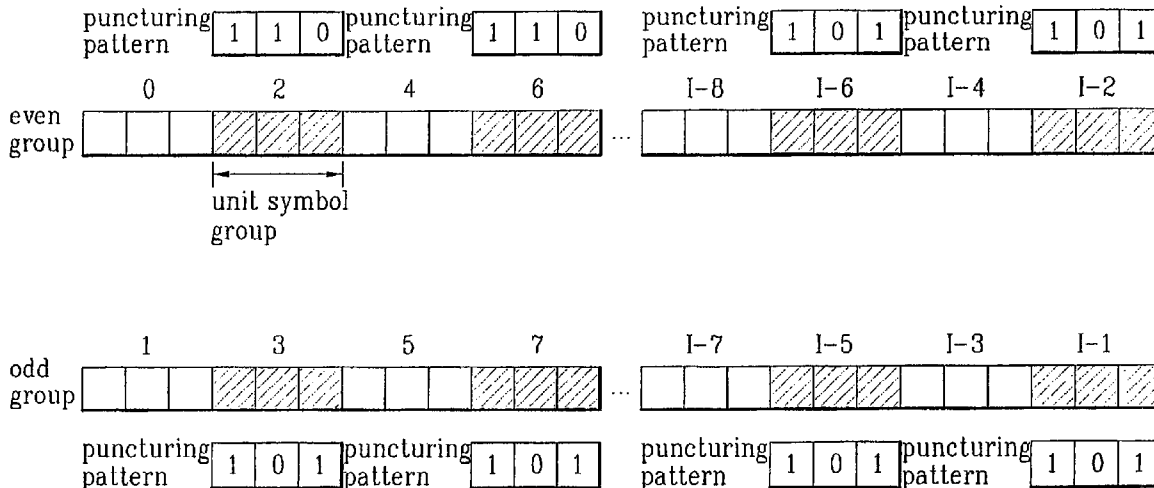 puncturing pattern 1 1 0 puncturing pattern 1 1 0 puncturing pattern 1 0 1 puncturing pattern 1 0 1
0 2 4 6 I-8 I-6 I-4 I-2
even group ...
unit symbol
group
1 3 5 7 I-7 I-5 I-3 I-1
odd group ...
puncturing pattern 1 0 1 puncturing pattern 1 0 1 puncturing pattern 1 0 1 puncturing pattern 1 0 1